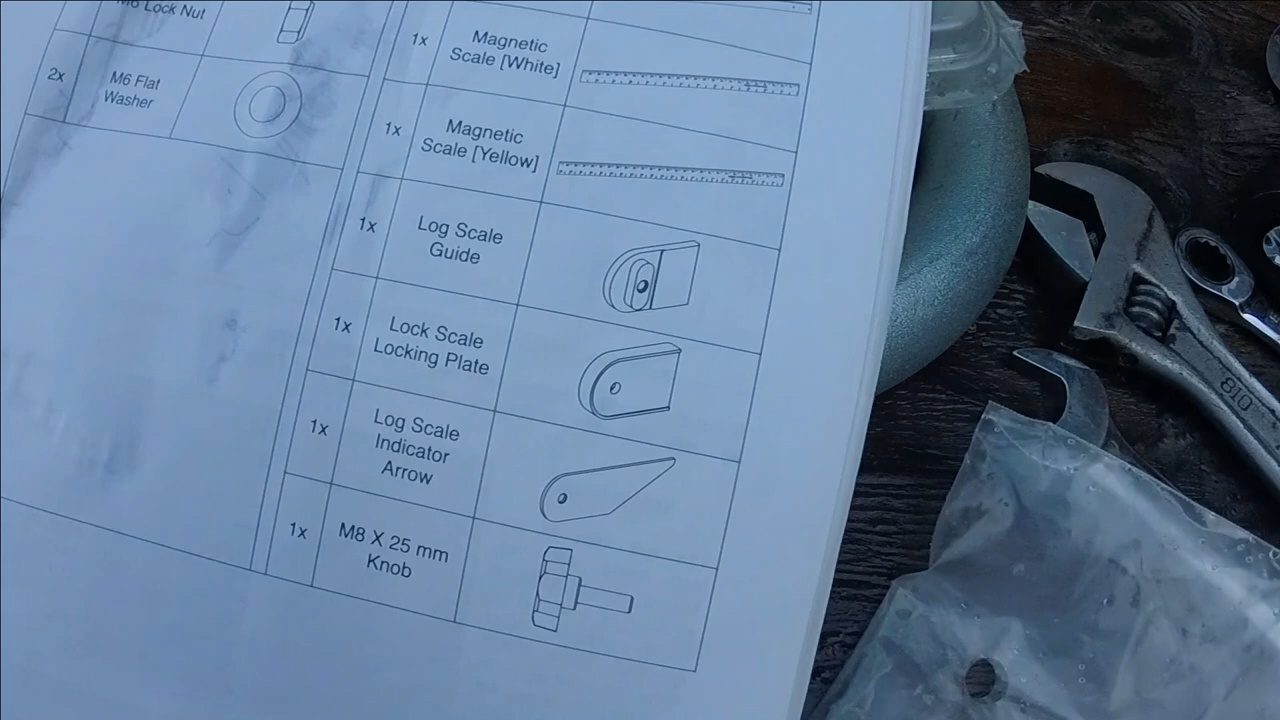 M6 Lock Nut
2x
M6 Flat
Washer
1x
Magnetic
Scale [White]
1x
Magnetic
Scale [Yellow]
1x
Log Scale
Guide
1x
Lock Scale
Locking Plate
1x
Log Scale
Indicator
Arrow
1x
M8 X 25 mm
Knob
810